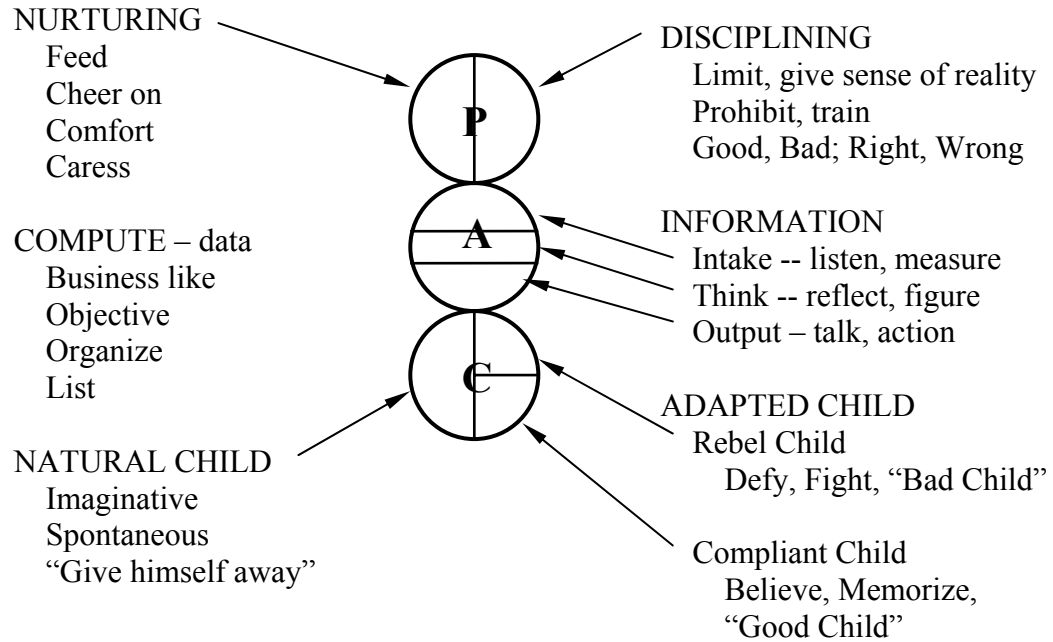 NURTURING
Feed
Cheer on
Comfort
Caress
DISCIPLINING
Limit, give sense of reality
Prohibit, train
Good, Bad; Right, Wrong
P
COMPUTE – data
Business like
Objective
Organize
List
A
INFORMATION
Intake -- listen, measure
Think -- reflect, figure
Output – talk, action
C
NATURAL CHILD
Imaginative
Spontaneous
“Give himself away”
ADAPTED CHILD
Rebel Child
Defy, Fight, “Bad Child”
Compliant Child
Believe, Memorize,
“Good Child”